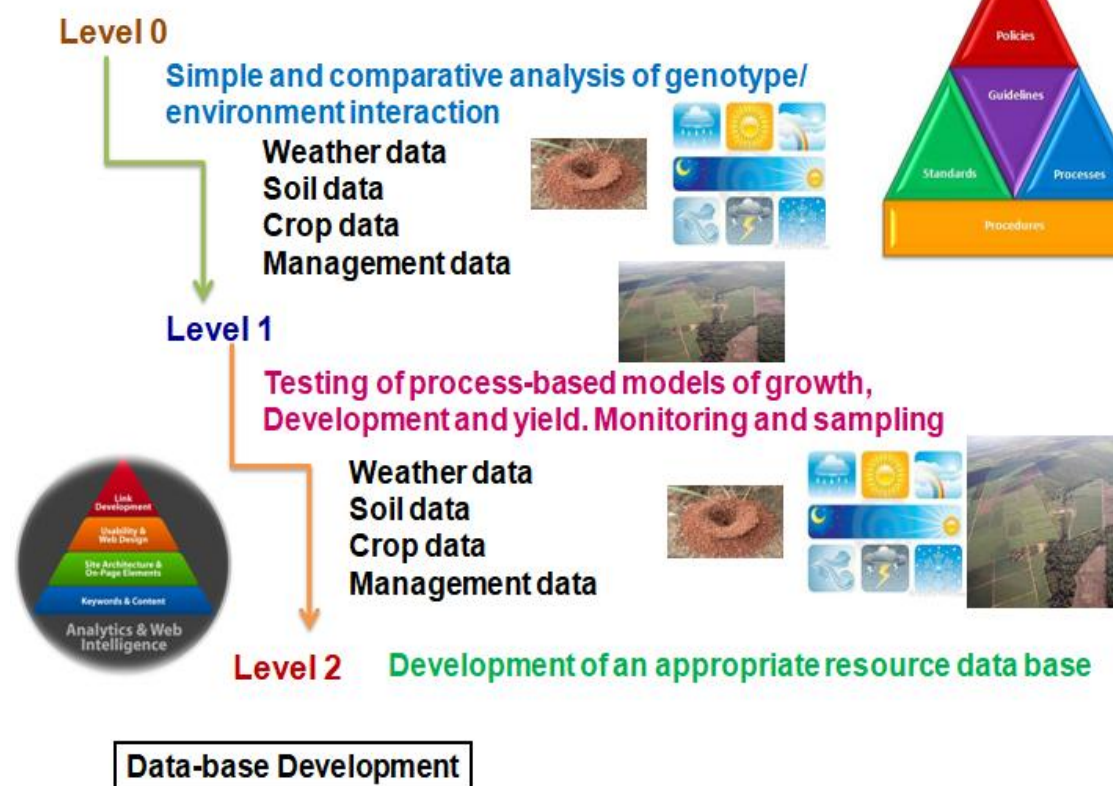 Level 0
Policies
Simple and comparative analysis of genotype/
environment interaction
Guidelines
Weather data
Soil data
Crop data
Management data
Standards
Processes
Procedures
Level 1
Testing of process-based models of growth,
Development and yield. Monitoring and sampling
Weather data
Soil data
Crop data
Management data
Link
Development
Usability &
Web Design
Site Architecture &
On-Page Elements
Keywords & Content
Analytics & Web
Intelligence
Level 2
Development of an appropriate resource data base
Data-base Development